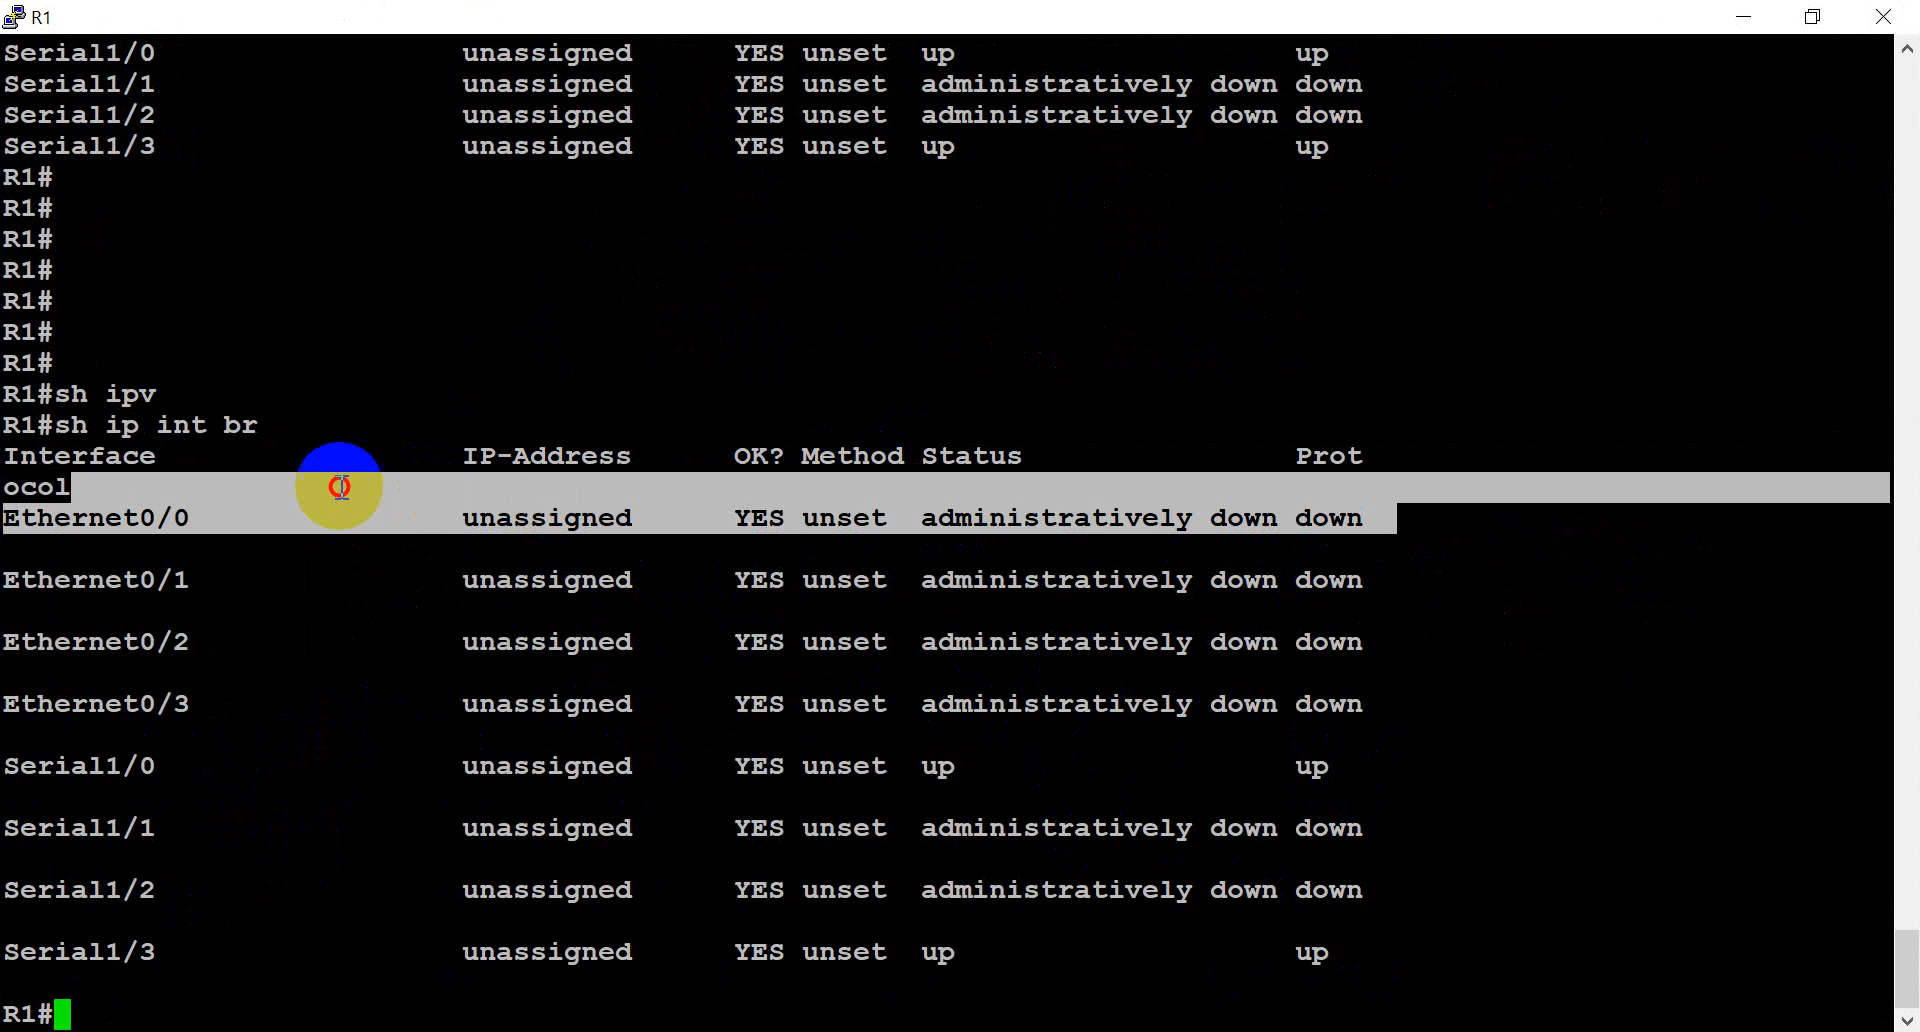 R1
Serial1/0 unassigned YES unset up up
Serial1/1 unassigned YES unset administratively down down
Serial1/2 unassigned YES unset administratively down down
Serial1/3 unassigned YES unset up up
R1#
R1#
R1#
R1#
R1#
R1#
R1#
R1#sh ipv
R1#sh ip int br
Interface IP-Address OK? Method Status Prot
ocol
Ethernet0/0 unassigned YES unset administratively down down
Ethernet0/1 unassigned YES unset administratively down down
Ethernet0/2 unassigned YES unset administratively down down
Ethernet0/3 unassigned YES unset administratively down down
Serial1/0 unassigned YES unset up up
Serial1/1 unassigned YES unset administratively down down
Serial1/2 unassigned YES unset administratively down down
Serial1/3 unassigned YES unset up up
R1#